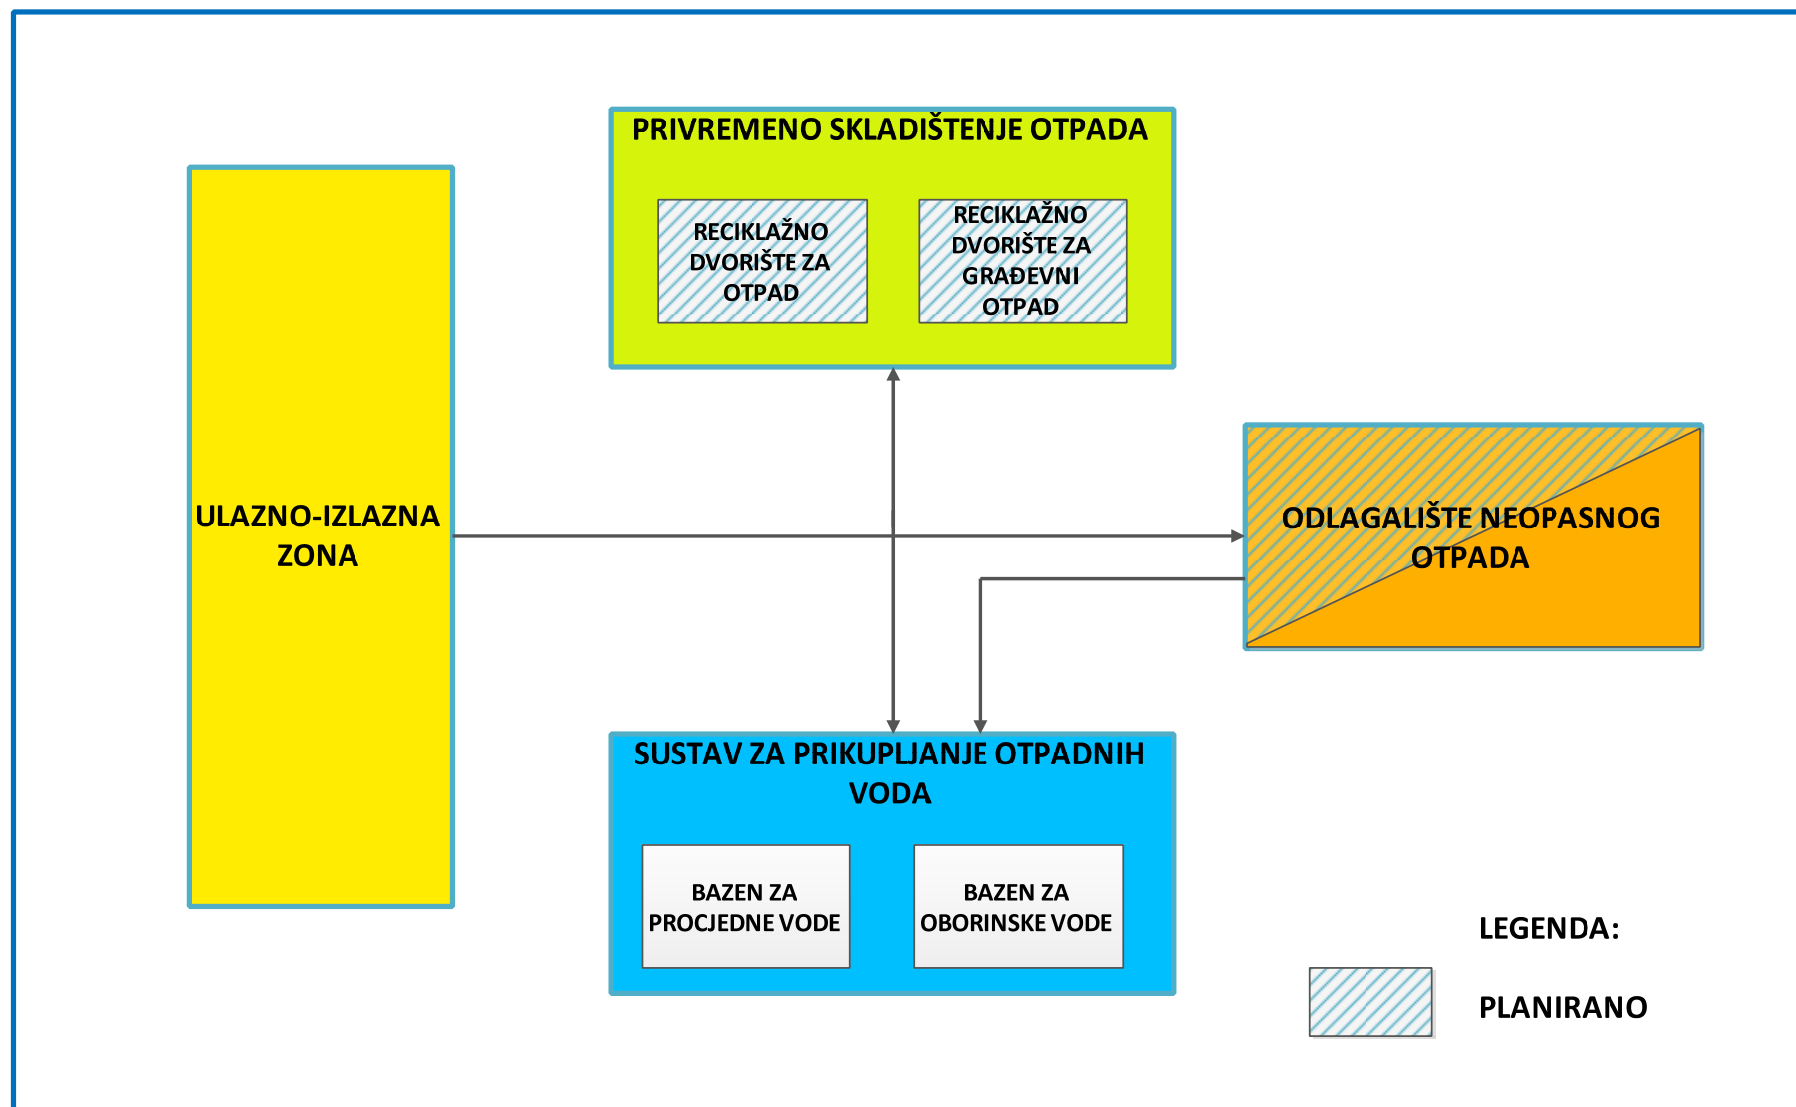 PRIVREMENO SKLADIŠTENJE OTPADA
RECIKLAŽNO
DVORIŠTE ZA
OTPAD
RECIKLAŽNO
DVORIŠTE ZA
GRAĐEVNI
OTPAD
ULAZNO-IZLAZNA
ZONA
ODLAGALIŠTE NEOPASNOG
OTPADA
SUSTAV ZA PRIKUPLJANJE OTPADNIH
VODA
BAZEN ZA
PROCJEDNE VODE
BAZEN ZA
OBORINSKE VODE
LEGENDA:
PLANIRANO